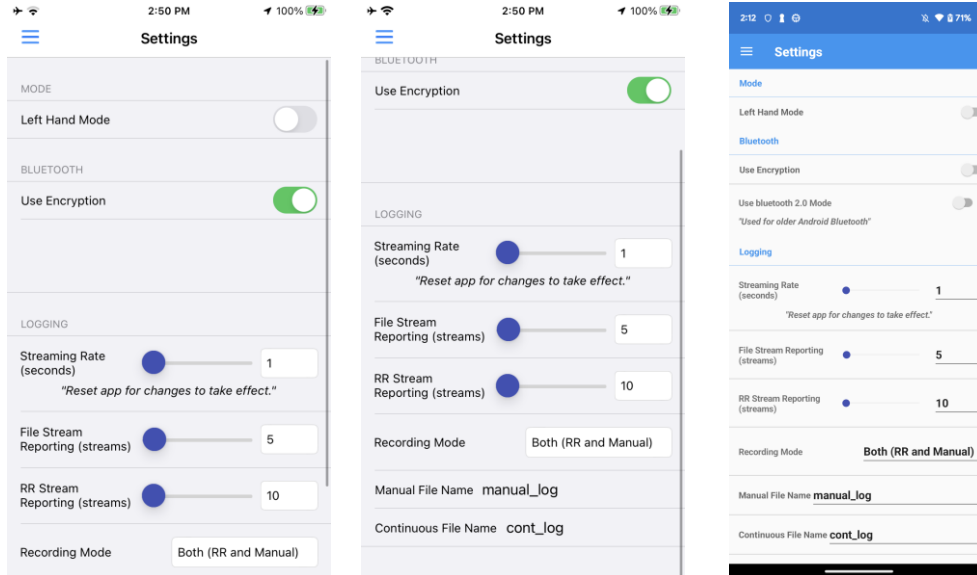 2:50 PM
100%
Settings
MODE
Left Hand Mode
BLUETOOTH
Use Encryption
LOGGING
Streaming Rate
(seconds)
1
"Reset app for changes to take effect."
File Stream
Reporting (streams)
5
RR Stream
Reporting (streams)
10
Recording Mode
Both (RR and Manual)
2:50 PM
100%
Settings
BLUETOOTH
Use Encryption
LOGGING
Streaming Rate
(seconds)
1
"Reset app for changes to take effect."
File Stream
Reporting (streams)
5
RR Stream
Reporting (streams)
10
Recording Mode
Both (RR and Manual)
Manual File Name manual_log
Continuous File Name cont_log
2:12
71%
Settings
Mode
Left Hand Mode
Bluetooth
Use Encryption
Use bluetooth 2.0 Mode
"Used for older Android Bluetooth"
Logging
Streaming Rate
(seconds)
1
"Reset app for changes to take effect."
File Stream Reporting
(streams)
5
RR Stream Reporting
(streams)
10
Recording Mode
Both (RR and Manual)
Manual File Name manual_log
Continuous File Name cont_log